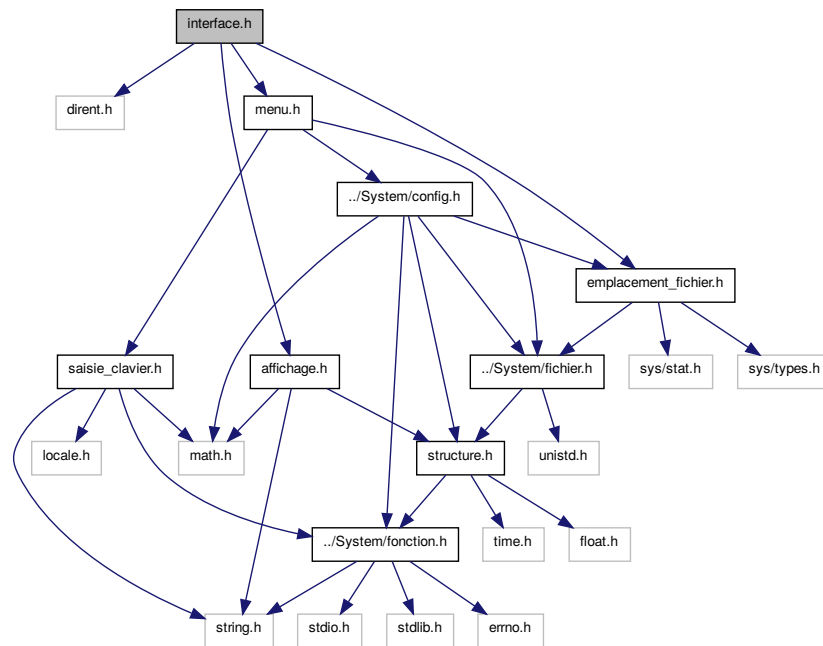 interface.h
dirent.h
menu.h
../System/config.h
emplacement_fichier.h
saisie_clavier.h
affichage.h
../System/fichier.h
sys/stat.h
sys/types.h
locale.h
math.h
structure.h
unistd.h
../System/fonction.h
time.h
float.h
string.h
stdio.h
stdlib.h
errno.h